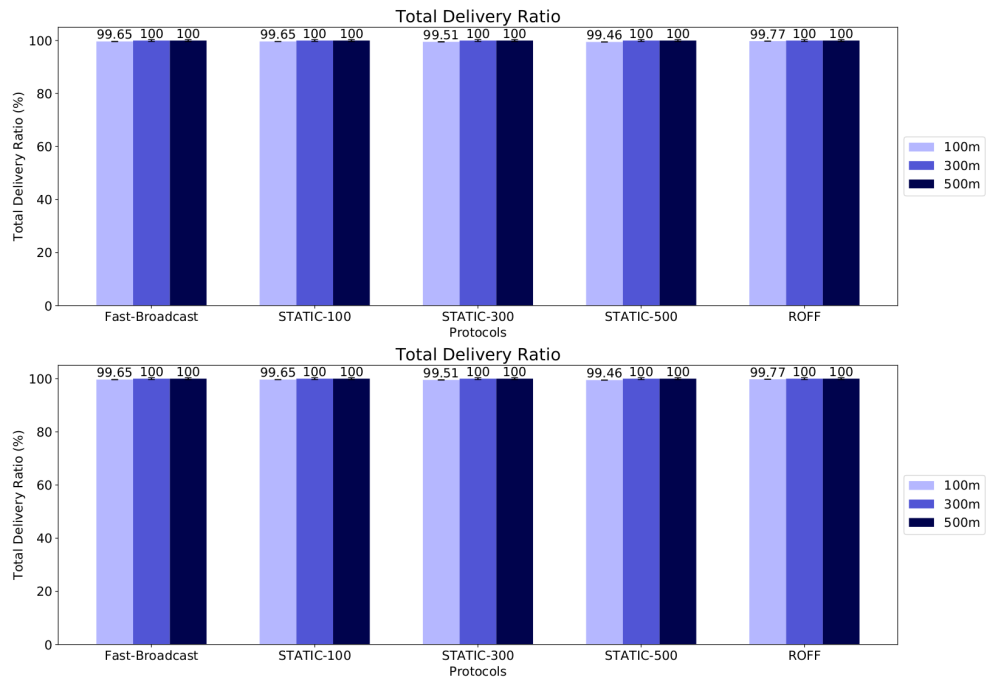 Total Delivery Ratio
99.65 100 100 99.65 100 100 99.51 100 100 99.46 100 100 99.77 100 100
100
80
60
40
20
0
Total Delivery Ratio (%)
Fast-Broadcast STATIC-100 STATIC-300 STATIC-500 ROFF
Protocols
100m
300m
500m
Total Delivery Ratio
99.65 100 100 99.65 100 100 99.51 100 100 99.46 100 100 99.77 100 100
100
80
60
40
20
0
Total Delivery Ratio (%)
Fast-Broadcast STATIC-100 STATIC-300 STATIC-500 ROFF
Protocols
100m
300m
500m